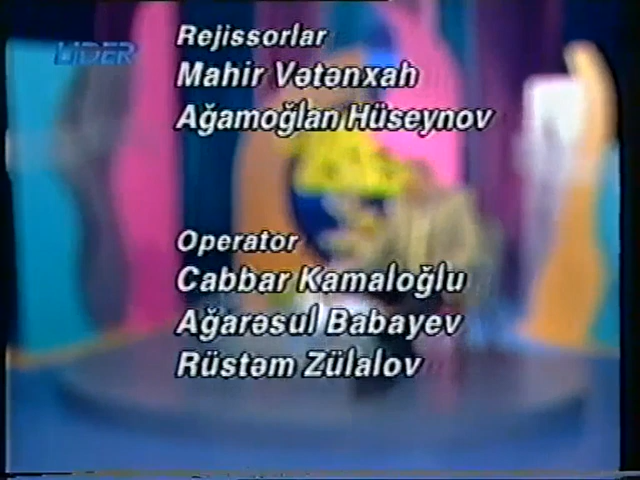 LİDER
Rejissorlar
Mahir Vətənxah
Ağamoğlan Hüseynov
Operator
Cabbar Kamaloğlu
Ağarəsul Babayev
Rüstəm Zülalov